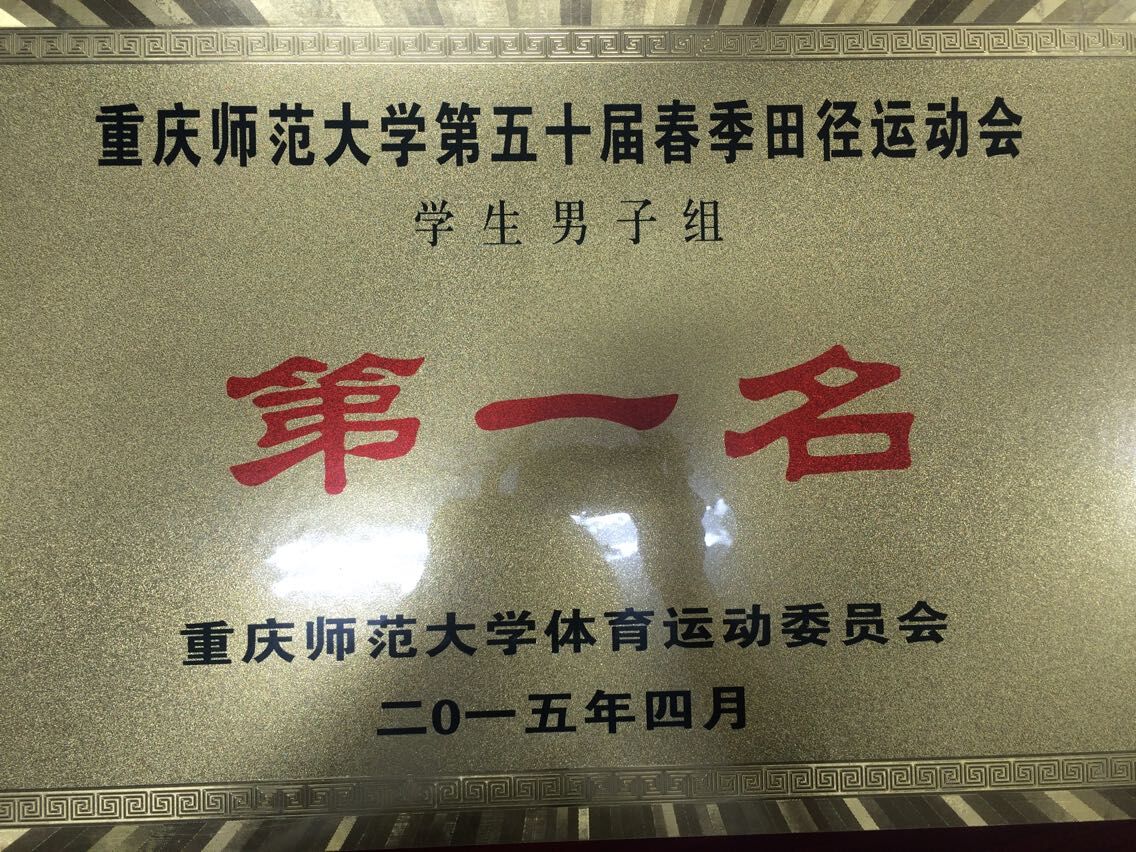 重庆师范大学第五十届春季田径运动会
学生男子组
第一名
重庆师范大学体育运动委员会
二0一五年四月